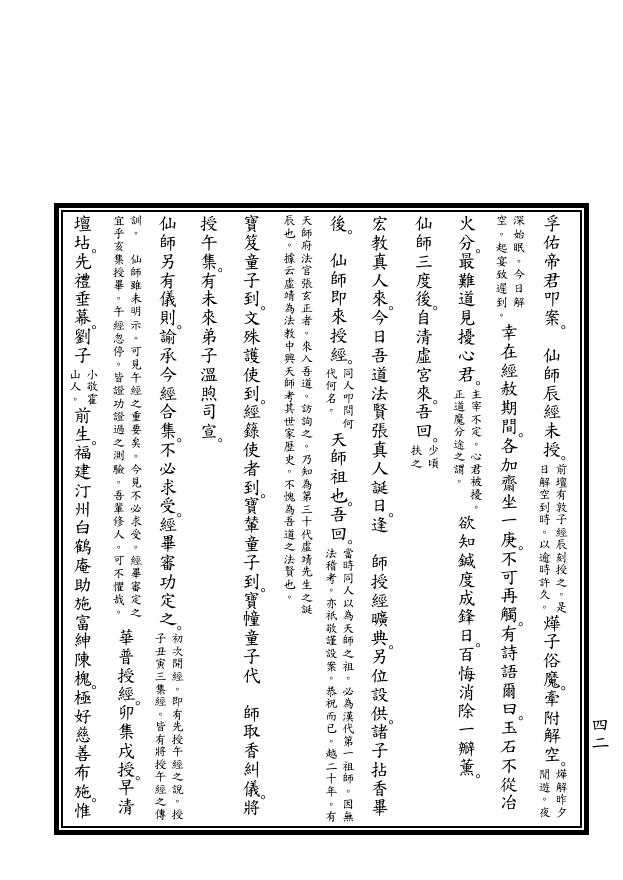 孚佑帝君叩案。　仙師辰經未授。前壇有敦子經辰刻授之。是日解空到時。以逾時許久。燁子俗魔。牽附解空。燁解昨夕閒遊。夜
深始眠。今日解空。起宴致遲到。幸在經赦期間。各加齋坐一庚。不可再觸。有詩語爾曰。玉石不從冶
火分。最難道見擾心君。主宰不定。心君被擾。正道魔分途之謂。欲知鍼度成鋒日。百悔消除一瓣薰。
仙師三度後。自清虛宮來。吾回。少頃扶之
宏教真人來。今日吾道法賢張真人誕日。逢　師授經曠典。另位設供。諸子拈香畢
後。　仙師即來授經。同人叩問何代何名。天師祖也。吾回。當時同人以為天師之祖。必為漢代第一祖師。因無法稽考。亦祇敬謹設案。恭祝而已。越二十年。有
天師府法官張玄正者。來入吾道。訪詢之。乃知為第三十代虛靖先生之誕辰也。據云虛靖為法教中興天師考其世家歷史。不愧為吾道之法賢也。
寶笈童子到。文殊護使到。經籙使者到。寶輦童子到。寶幢童子代　師取香糾儀。將
授午集。有未來弟子溫煦司宣。
仙師另有儀則。諭承今經合集。不必求受。經畢審功定之。初次開經。即有先授午經之說。授子丑寅三集經。皆有將授午經之傳
訓。　仙師雖未明示。可見午經之重要矣。今見不必求受。經畢審定之宜乎亥集授畢。午經忽停。皆證功證過之測驗。吾輩修人。可不懼哉。華普授經。卯集戌授。早清
壇坫。先禮垂幕。劉子小敬霍山人。前生。福建汀州白鶴庵助施富紳陳槐。極好慈善布施。惟
四二